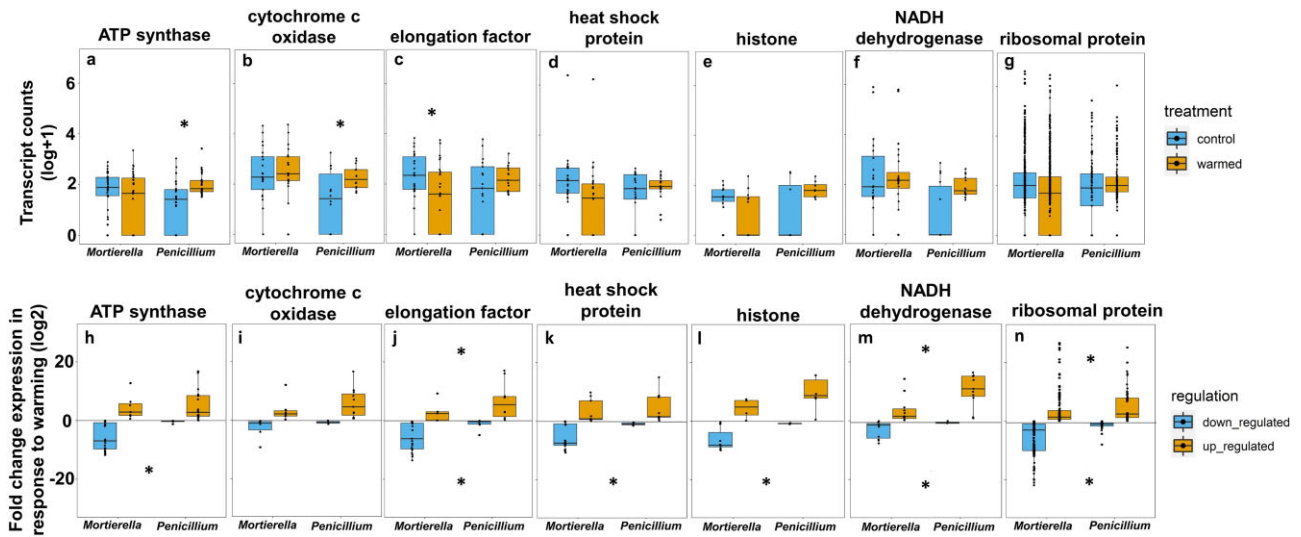 ATP synthase
cytochrome c
oxidase
elongation factor
heat shock
protein
histone
NADH
dehydrogenase
ribosomal protein
a
b
c
d
e
f
g
Transcript counts
(log+1)
6
4
2
0
*
*
*
Mortierella Penicillium
Mortierella Penicillium
Mortierella Penicillium
Mortierella Penicillium
Mortierella Penicillium
Mortierella Penicillium
Mortierella Penicillium
treatment
control
warmed
ATP synthase
cytochrome c
oxidase
elongation factor
heat shock
protein
histone
NADH
dehydrogenase
ribosomal protein
h
i
j
k
l
m
n
Fold change expression in
response to warming (log2)
20
0
-20
*
*
*
*
*
*
*
*
*
Mortierella Penicillium
Mortierella Penicillium
Mortierella Penicillium
Mortierella Penicillium
Mortierella Penicillium
Mortierella Penicillium
Mortierella Penicillium
regulation
down_regulated
up_regulated